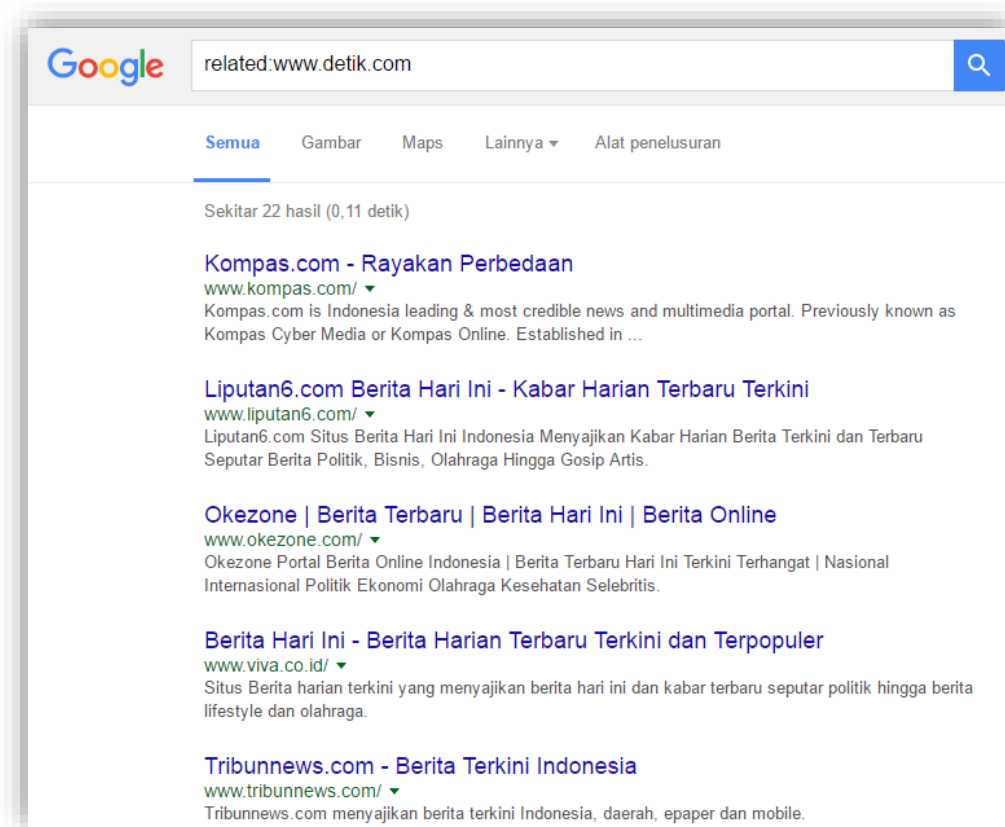 Google
related:www.detik.com
Semua Gambar Maps Lainnya Alat penelusuran
Sekitar 22 hasil (0,11 detik)
Kompas.com - Rayakan Perbedaan
www.kompas.com/
Kompas.com is Indonesia leading & most credible news and multimedia portal. Previously known as
Kompas Cyber Media or Kompas Online. Established in ...
Liputan6.com Berita Hari Ini - Kabar Harian Terbaru Terkini
www.liputan6.com/
Liputan6.com Situs Berita Hari Ini Indonesia Menyajikan Kabar Harian Berita Terkini dan Terbaru
Seputar Berita Politik, Bisnis, Olahraga Hingga Gosip Artis.
Okezone | Berita Terbaru | Berita Hari Ini | Berita Online
www.okezone.com/
Okezone Portal Berita Online Indonesia | Berita Terbaru Hari Ini Terkini Terhangat | Nasional
Internasional Politik Ekonomi Olahraga Kesehatan Selebritis.
Berita Hari Ini - Berita Harian Terbaru Terkini dan Terpopuler
www.viva.co.id/
Situs Berita harian terkini yang menyajikan berita hari ini dan kabar terbaru seputar politik hingga berita
lifestyle dan olahraga.
Tribunnews.com - Berita Terkini Indonesia
www.tribunnews.com/
Tribunnews.com menyajikan berita terkini Indonesia, daerah, epaper dan mobile.